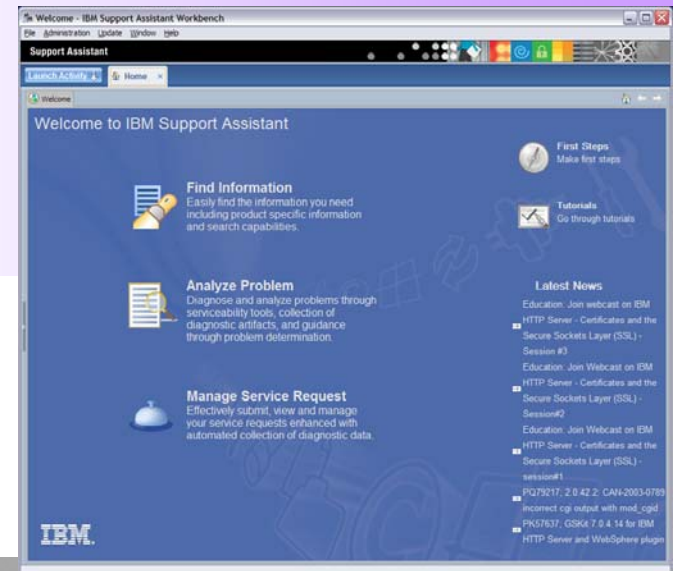 Welcome - IBM Support Assistant Workbench
File Administration Update Window Help
Support Assistant
Launch Activity
Home
Welcome
Welcome to IBM Support Assistant
Find Information
Easily find the information you need
including product specific information
and search capabilities.
Analyze Problem
Diagnose and analyze problems through
serviceability tools, collection of
diagnostic artifacts, and guidance
through problem determination.
Manage Service Request
Effectively submit, view and manage
your service requests enhanced with
automated collection of diagnostic data.
First Steps
Make first steps
Tutorials
Go through tutorials
Latest News
Education: Join webcast on IBM
HTTP Server - Certificates and the
Secure Sockets Layer (SSL) -
Session #3
Education: Join Webcast on IBM
HTTP Server - Certificates and the
Secure Sockets Layer (SSL) -
Session#2
Education: Join Webcast on IBM
HTTP Server - Certificates and the
Secure Sockets Layer (SSL) -
session#1
PQ79217; 2.0.42.2: CAN-2003-0789
incorrect cgi output with mod_cgid
PK57637; GSKit 7.0.4.14 for IBM
HTTP Server and WebSphere plugin
IBM.